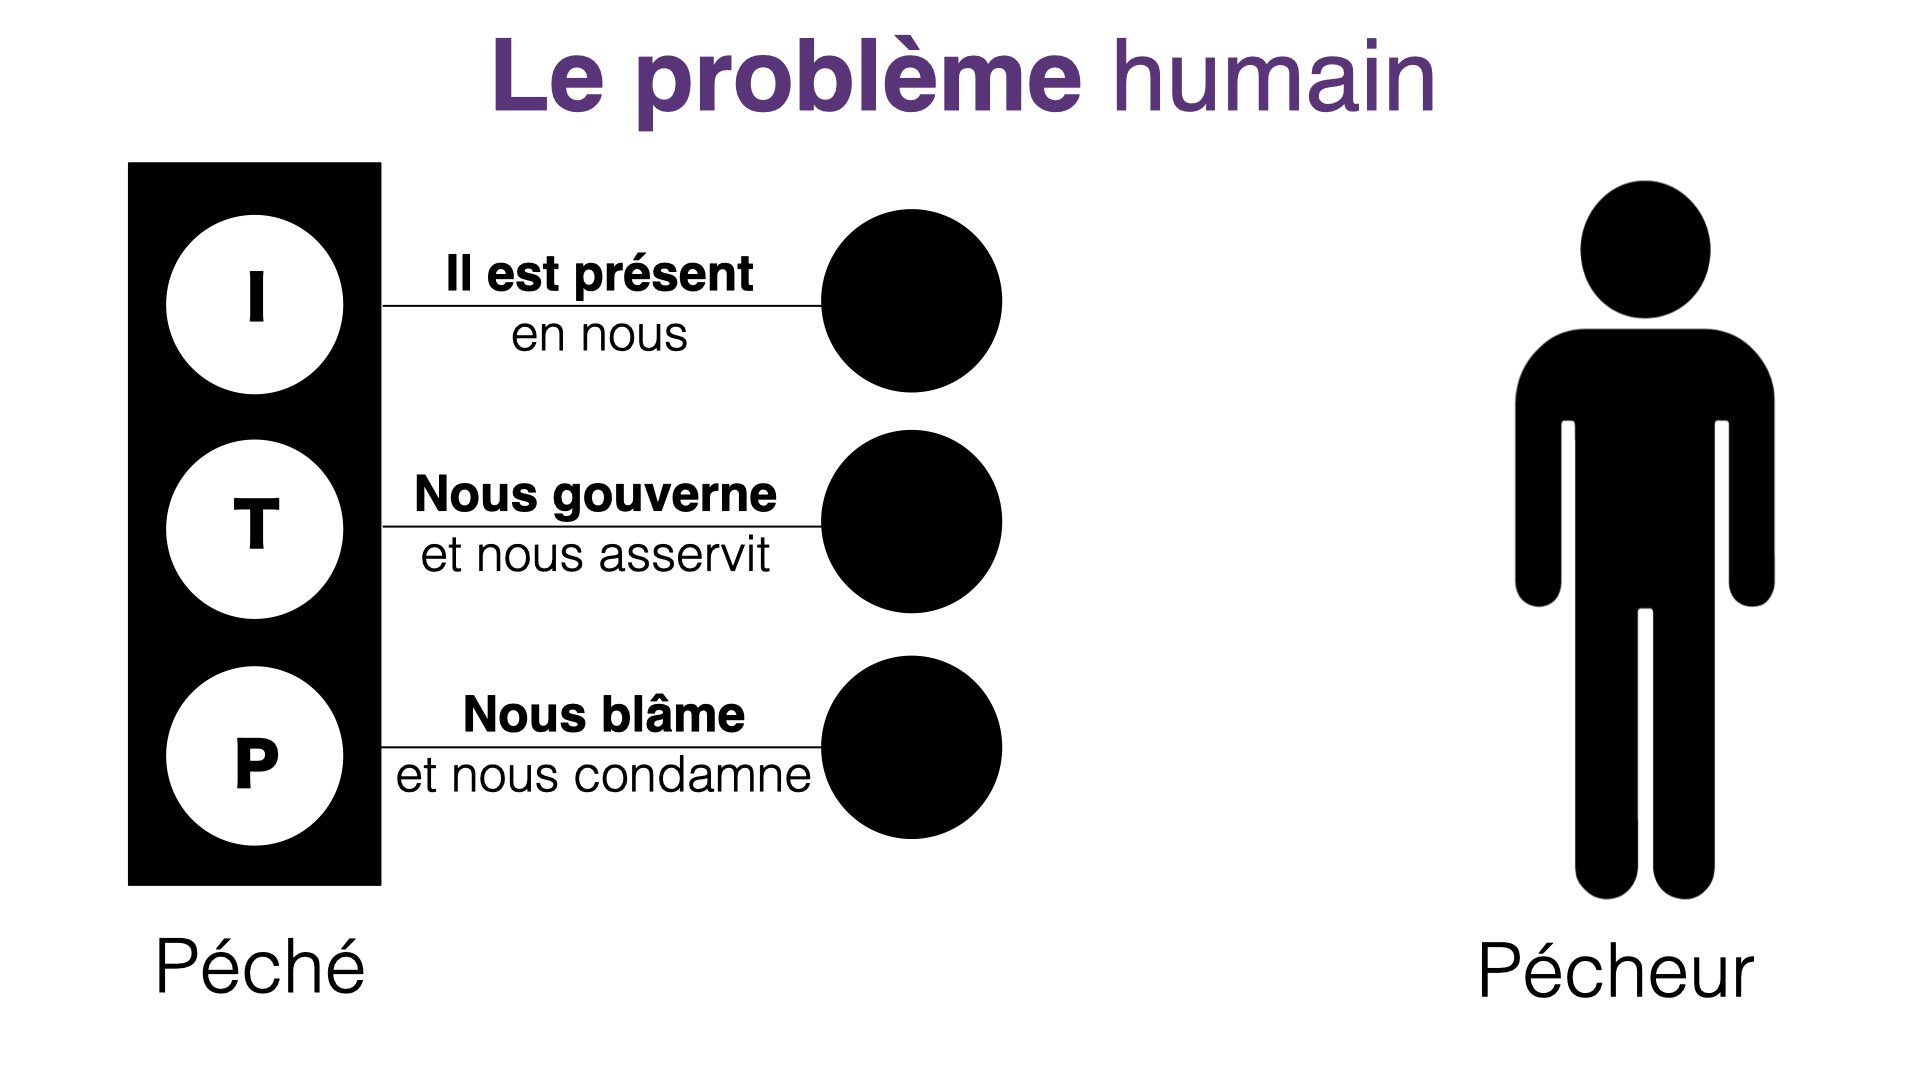 Le problème humain
I
Il est présent
en nous
T
Nous gouverne
et nous asservit
P
Nous blâme
et nous condamne
Péché
Pécheur